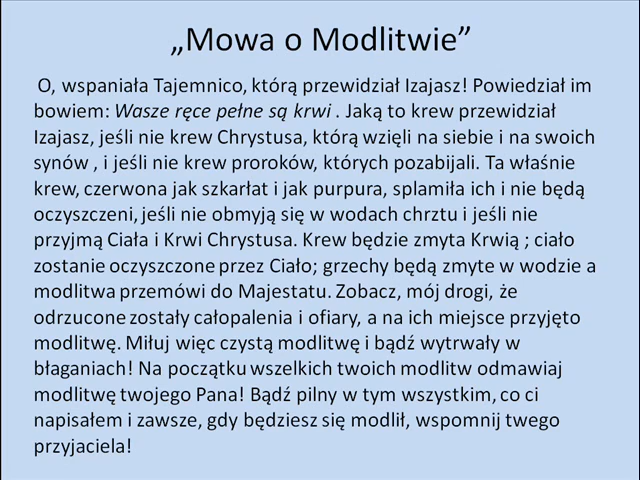 „Mowa o Modlitwie”
O, wspaniała Tajemnico, którą przewidział Izajasz! Powiedział im
bowiem: Wasze ręce pełne są krwi . Jaką to krew przewidział
Izajasz, jeśli nie krew Chrystusa, którą wzięli na siebie i na swoich
synów , i jeśli nie krew proroków, których pozabijali. Ta właśnie
krew, czerwona jak szkarłat i jak purpura, splamiła ich i nie będą
oczyszczeni, jeśli nie obmyją się w wodach chrztu i jeśli nie
przyjmą Ciała i Krwi Chrystusa. Krew będzie zmyta Krwią ; ciało
zostanie oczyszczone przez Ciało; grzechy będą zmyte w wodzie a
modlitwa przemówi do Majestatu. Zobacz, mój drogi, że
odrzucone zostały całopalenia i ofiary, a na ich miejsce przyjęto
modlitwę. Miłuj więc czystą modlitwę i bądź wytrwały w
błaganiach! Na początku wszelkich twoich modlitw odmawiaj
modlitwę twojego Pana! Bądź pilny w tym wszystkim, co ci
napisałem i zawsze, gdy będziesz się modlił, wspomnij twego
przyjaciela!